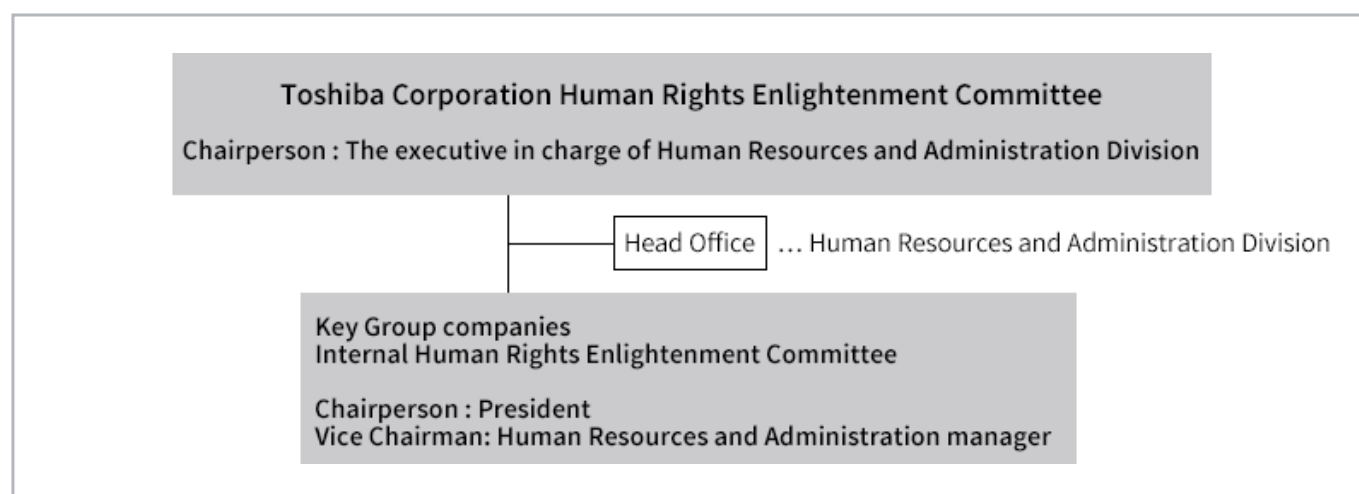 Toshiba Corporation Human Rights Enlightenment Committee
Chairperson : The executive in charge of Human Resources and Administration Division
Head Office … Human Resources and Administration Division
Key Group companies
Internal Human Rights Enlightenment Committee
Chairperson : President
Vice Chairman: Human Resources and Administration manager